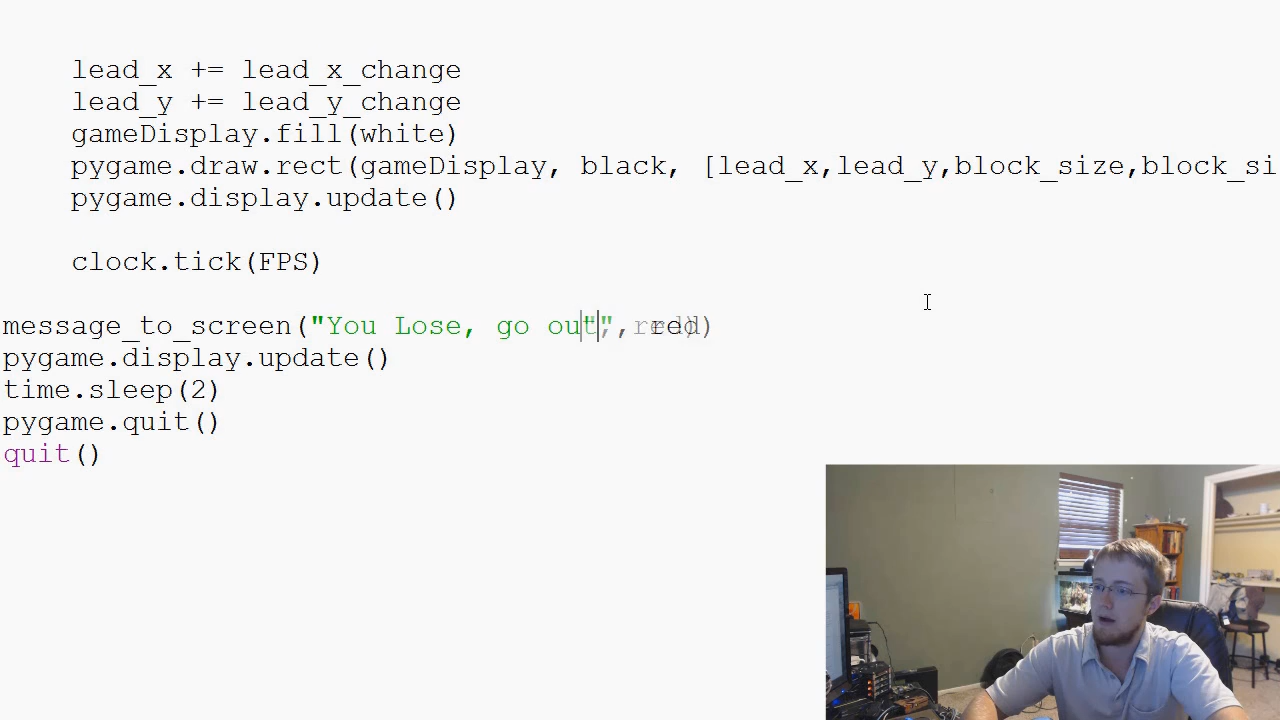 lead_x += lead_x_change
lead_y += lead_y_change
gameDisplay.fill(white)
pygame.draw.rect(gameDisplay, black, [lead_x,lead_y,block_size,block_si
pygame.display.update()
clock.tick(FPS)
message_to_screen("You Lose, go out", red)
pygame.display.update()
time.sleep(2)
pygame.quit()
quit()